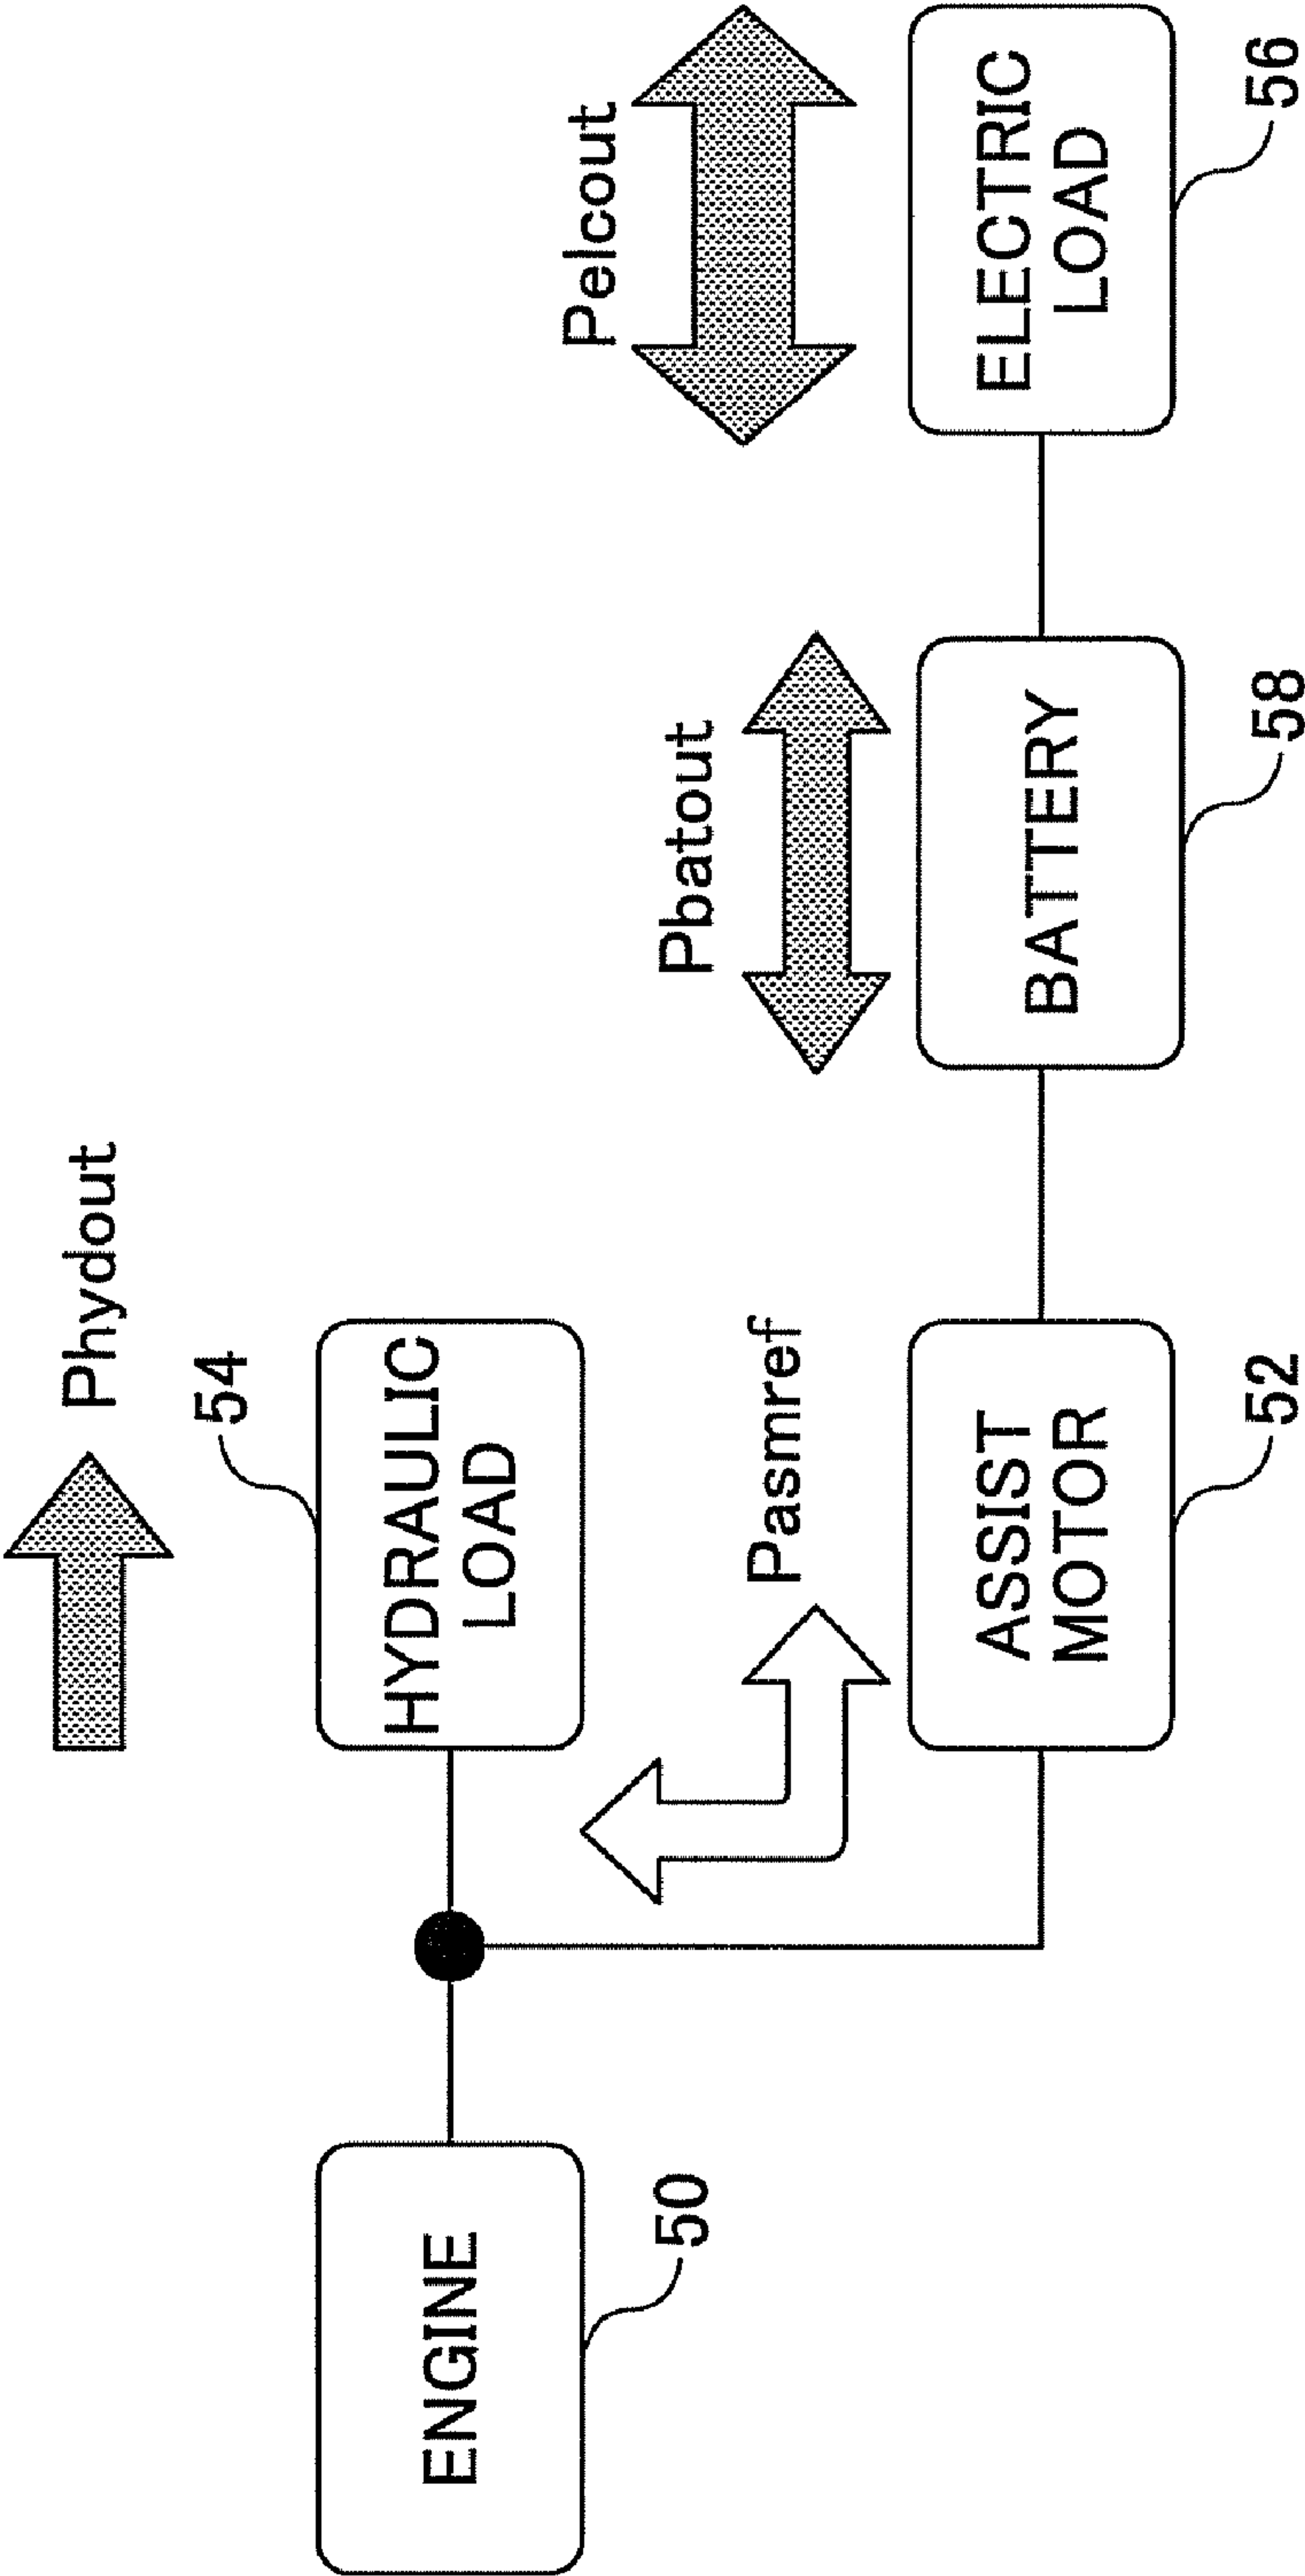 Phydout
54
ENGINE
50
HYDRAULIC
LOAD
Pasmref
ASSIST
MOTOR
52
Pbatout
BATTERY
58
Pelcout
ELECTRIC
LOAD
56